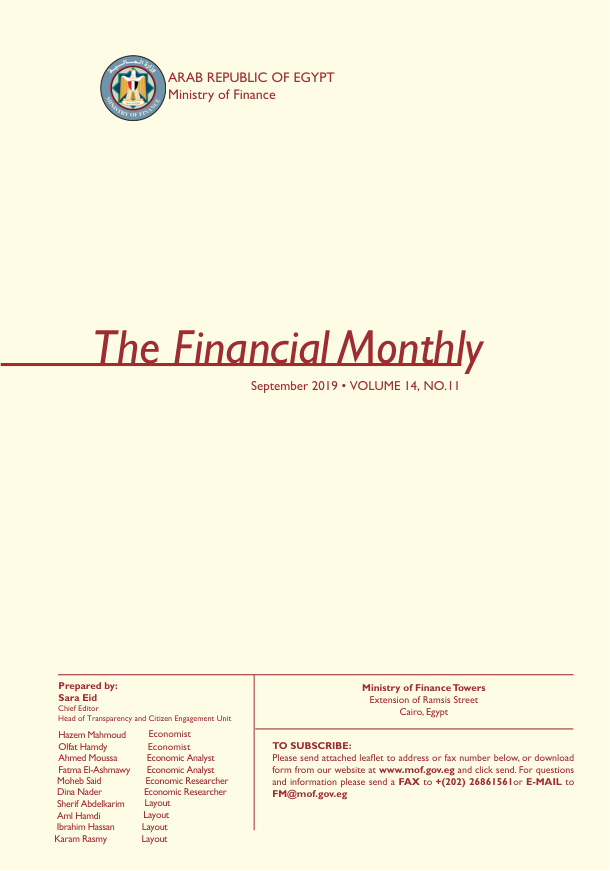 وزارة المالية
MINISTRY OF FINANCE
ARAB REPUBLIC OF EGYPT
Ministry of Finance
The Financial Monthly
September 2019 • VOLUME 14, NO.11
Prepared by:
Sara Eid
Chief Editor
Head of Transparency and Citizen Engagement Unit
Hazem Mahmoud Economist
Olfat Hamdy Economist
Ahmed Moussa Economic Analyst
Fatma El-Ashmawy Economic Analyst
Moheb Said Economic Researcher
Dina Nader Economic Researcher
Sherif Abdelkarim Layout
Aml Hamdi Layout
Ibrahim Hassan Layout
Karam Rasmy Layout
Ministry of Finance Towers
Extension of Ramsis Street
Cairo, Egypt
TO SUBSCRIBE:
Please send attached leaflet to address or fax number below, or download
form from our website at www.mof.gov.eg and click send. For questions
and information please send a FAX to +(202) 26861561or E-MAIL to
FM@mof.gov.eg